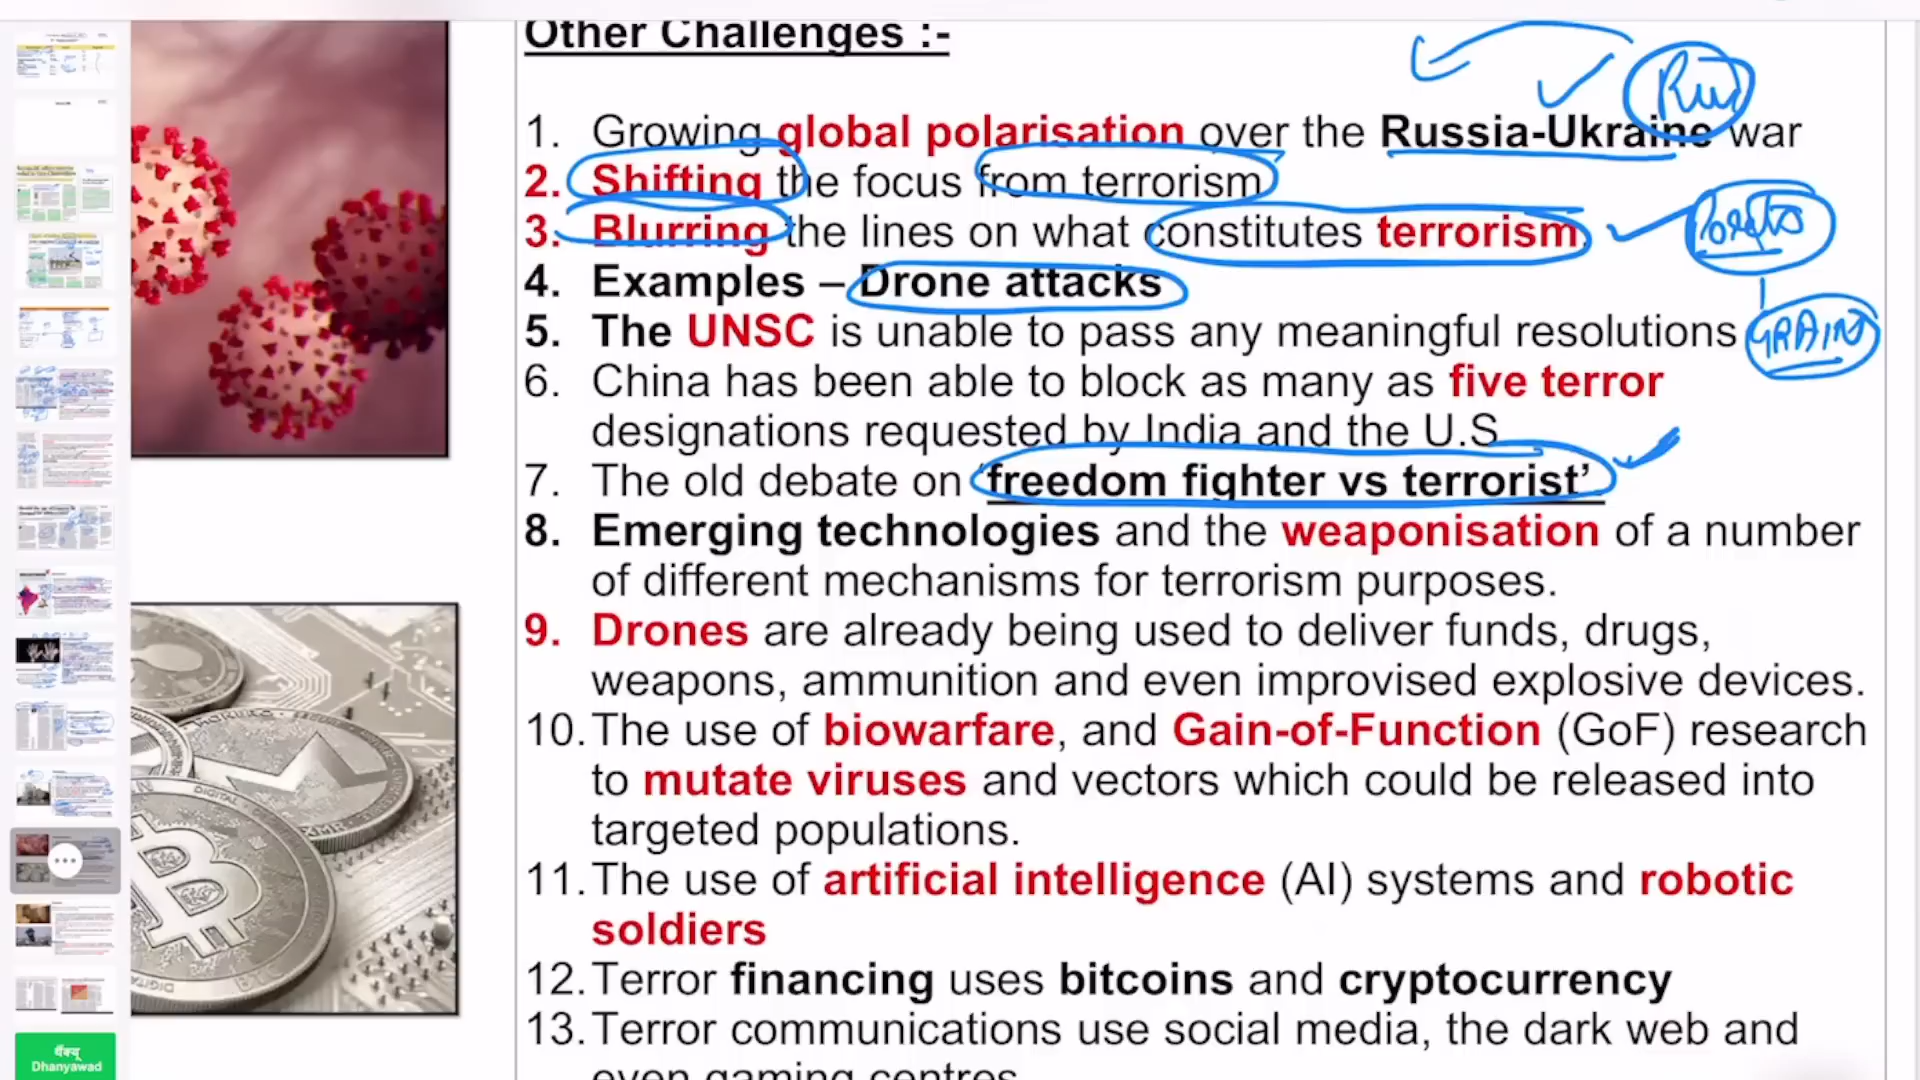 Other Challenges :-
1. Growing global polarisation over the Russia-Ukraine war
2. Shifting the focus from terrorism
3. Blurring the lines on what constitutes terrorism.
4. Examples – Drone attacks
5. The UNSC is unable to pass any meaningful resolutions
GRAIN
6. China has been able to block as many as five terror
designations requested by India and the U.S
7. The old debate on ‘freedom fighter vs terrorist’.
8. Emerging technologies and the weaponisation of a number
of different mechanisms for terrorism purposes.
9. Drones are already being used to deliver funds, drugs,
weapons, ammunition and even improvised explosive devices.
10. The use of biowarfare, and Gain-of-Function (GoF) research
to mutate viruses and vectors which could be released into
targeted populations.
11. The use of artificial intelligence (AI) systems and robotic
soldiers
12. Terror financing uses bitcoins and cryptocurrency
13. Terror communications use social media, the dark web and
even gaming centres
DIGITAL
XMR
थैंक्यू
Dhanyawad